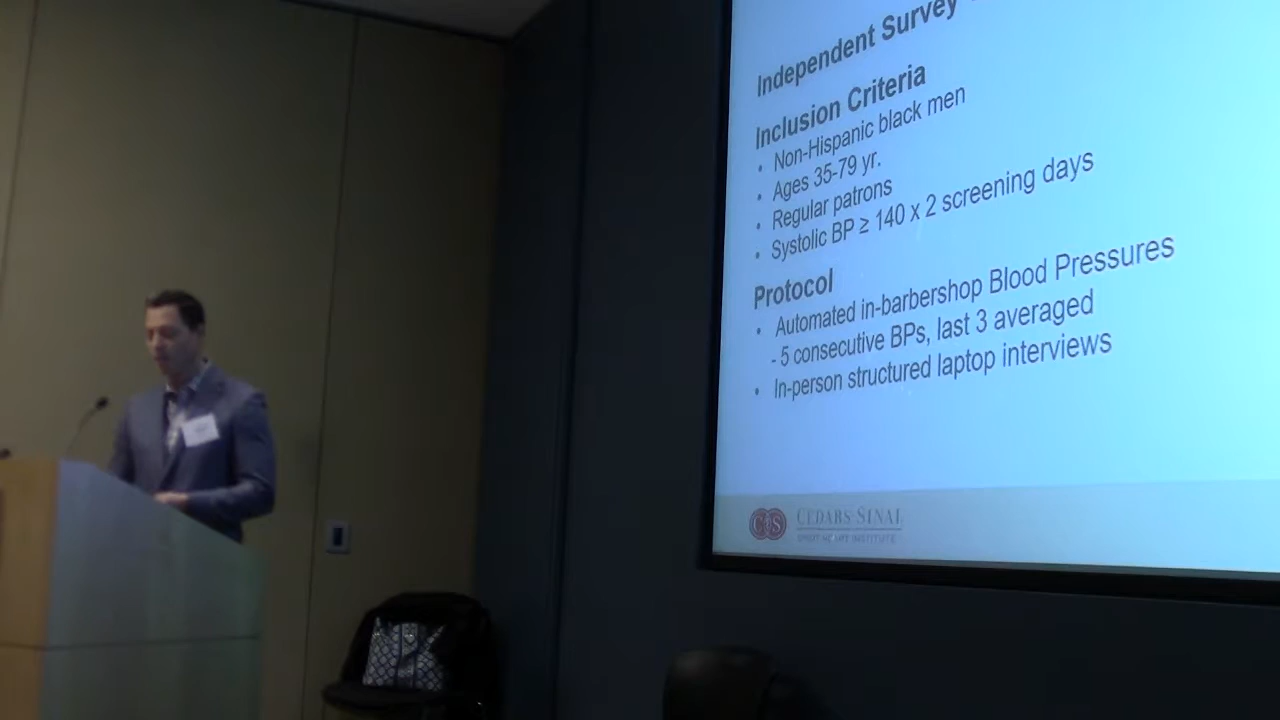 Independent Survey
Inclusion Criteria
• Non-Hispanic black men
• Ages 35-79 yr.
• Regular patrons
• Systolic BP ≥ 140 x 2 screening days
Protocol
• Automated in-barbershop Blood Pressures
- 5 consecutive BPs, last 3 averaged
• In-person structured laptop interviews
CEDARS-SINAI